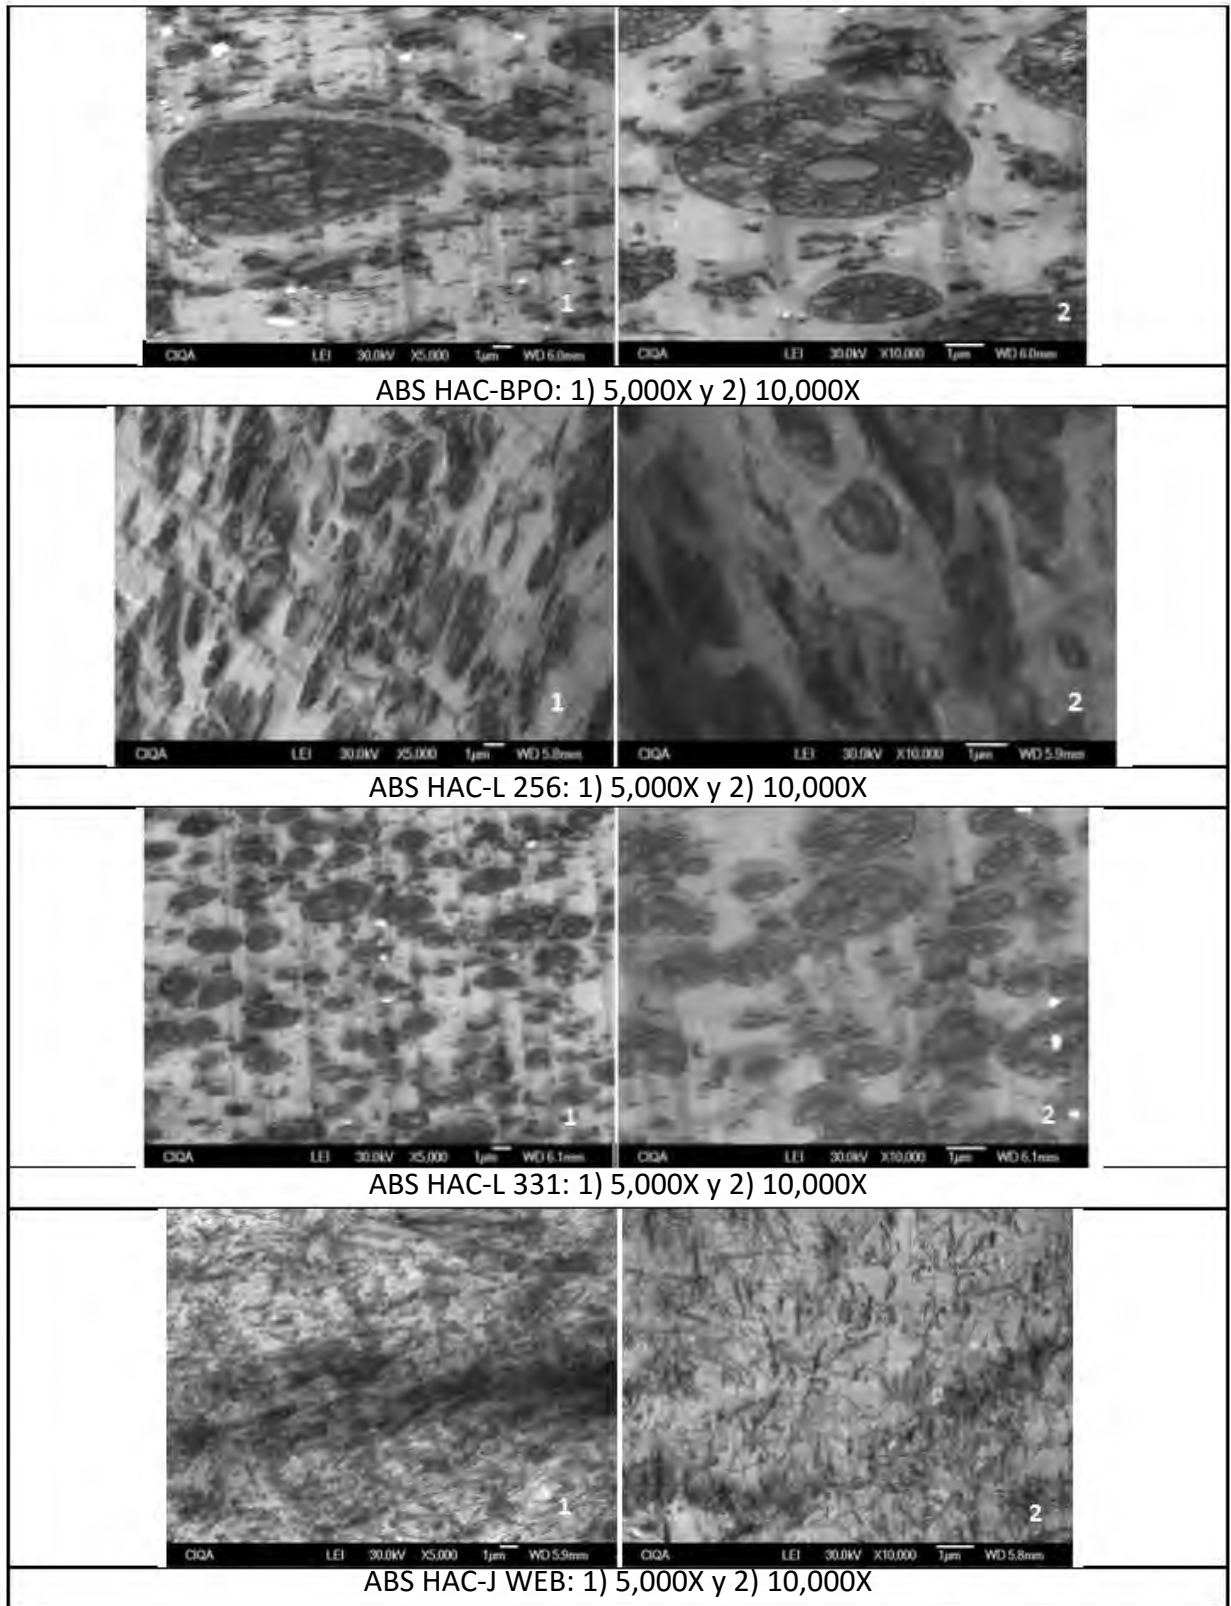 1
2
CIQA LEI 30.0kV X5,000 1µm WD 6.0mm
CIQA LEI 30.0kV X10,000 1µm WD 6.0mm
ABS HAC-BPO: 1) 5,000X y 2) 10,000X
1
2
CIQA LEI 30.0kV X5,000 1µm WD 5.8mm
CIQA LEI 30.0kV X10,000 1µm WD 5.9mm
ABS HAC-L 256: 1) 5,000X y 2) 10,000X
1
2
CIQA LEI 30.0kV X5,000 1µm WD 6.1mm
CIQA LEI 30.0kV X10,000 1µm WD 6.1mm
ABS HAC-L 331: 1) 5,000X y 2) 10,000X
1
2
CIQA LEI 30.0kV X5,000 1µm WD 5.9mm
CIQA LEI 30.0kV X10,000 1µm WD 5.8mm
ABS HAC-J WEB: 1) 5,000X y 2) 10,000X